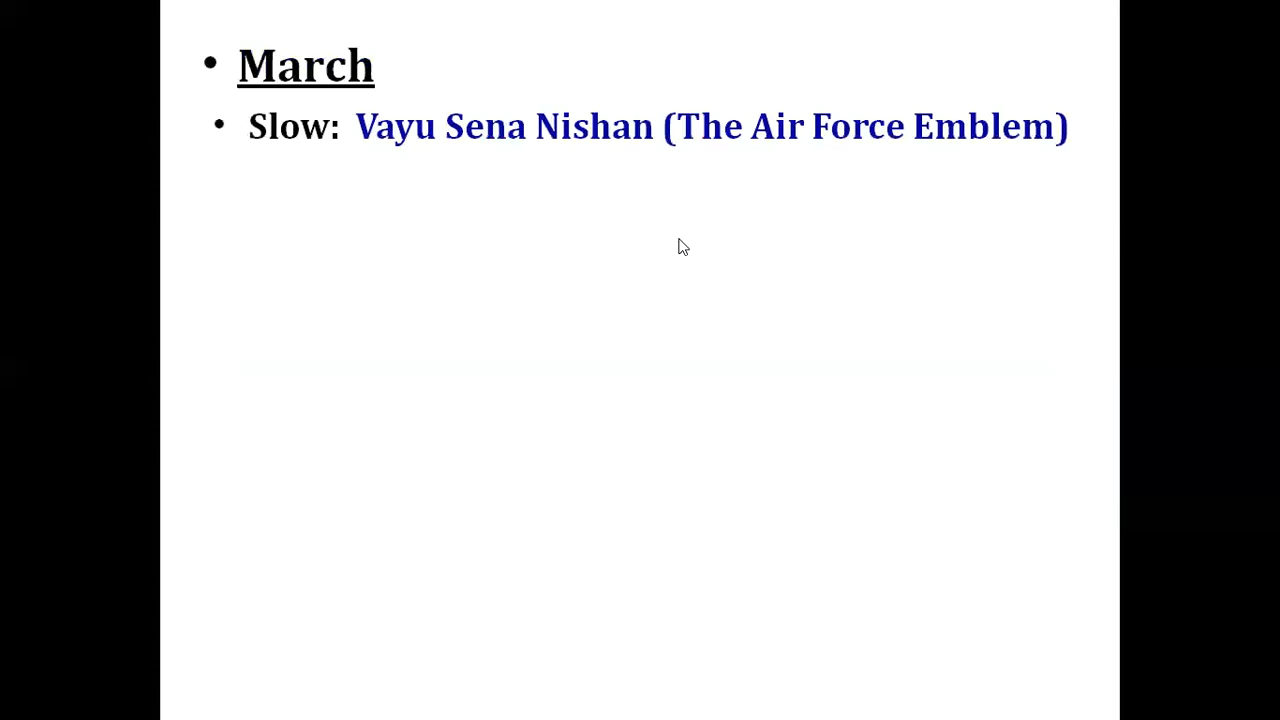 • March
• Slow: Vayu Sena Nishan (The Air Force Emblem)